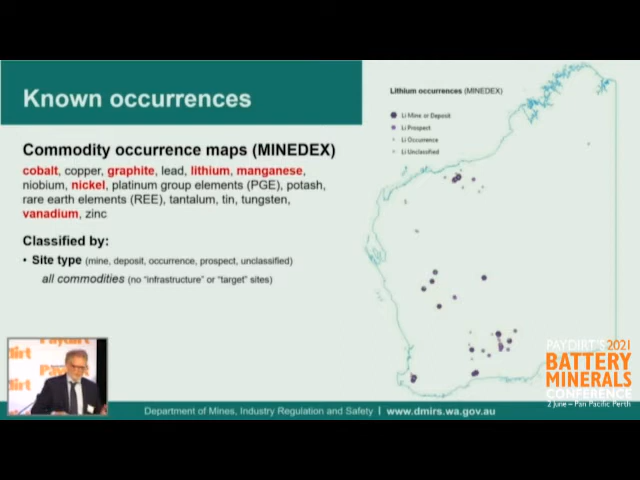 Known occurrences
Commodity occurrence maps (MINEDEX)
cobalt, copper, graphite, lead, lithium, manganese,
niobium, nickel, platinum group elements (PGE), potash,
rare earth elements (REE), tantalum, tin, tungsten,
vanadium, zinc
Classified by:
• Site type (mine, deposit, occurrence, prospect, unclassified)
all commodities (no “infrastructure” or “target” sites)
Lithium occurrences (MINEDEX)
Li Mine or Deposit
Li Prospect
Li Occurrence
Li Unclassified
Paydirt
dirt
Pay
PAYDIRT'S 2021
BATTERY
MINERALS
CONFERENCE
2 June – Pan Pacific Perth
Department of Mines, Industry Regulation and Safety | www.dmirs.wa.gov.au